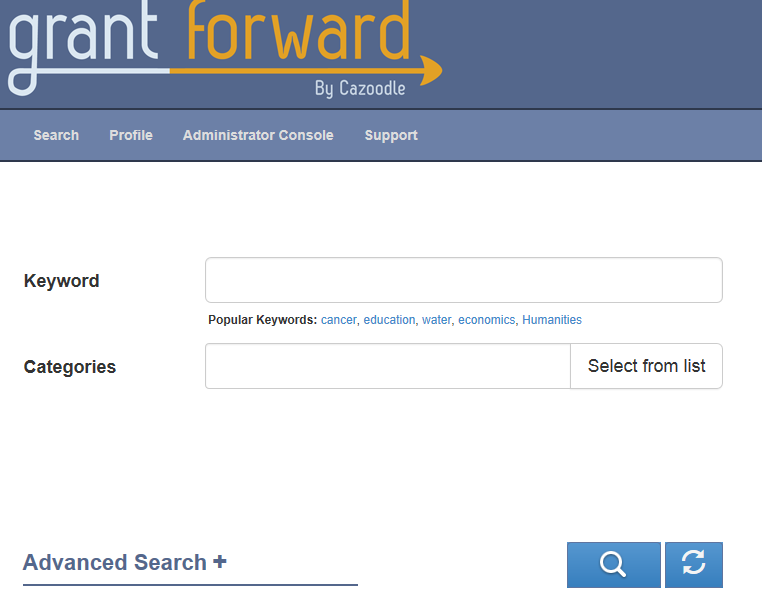 grant forward
By Cazoodle
Search Profile Administrator Console Support
Keyword
Popular Keywords: cancer, education, water, economics, Humanities
Categories Select from list
Advanced Search +